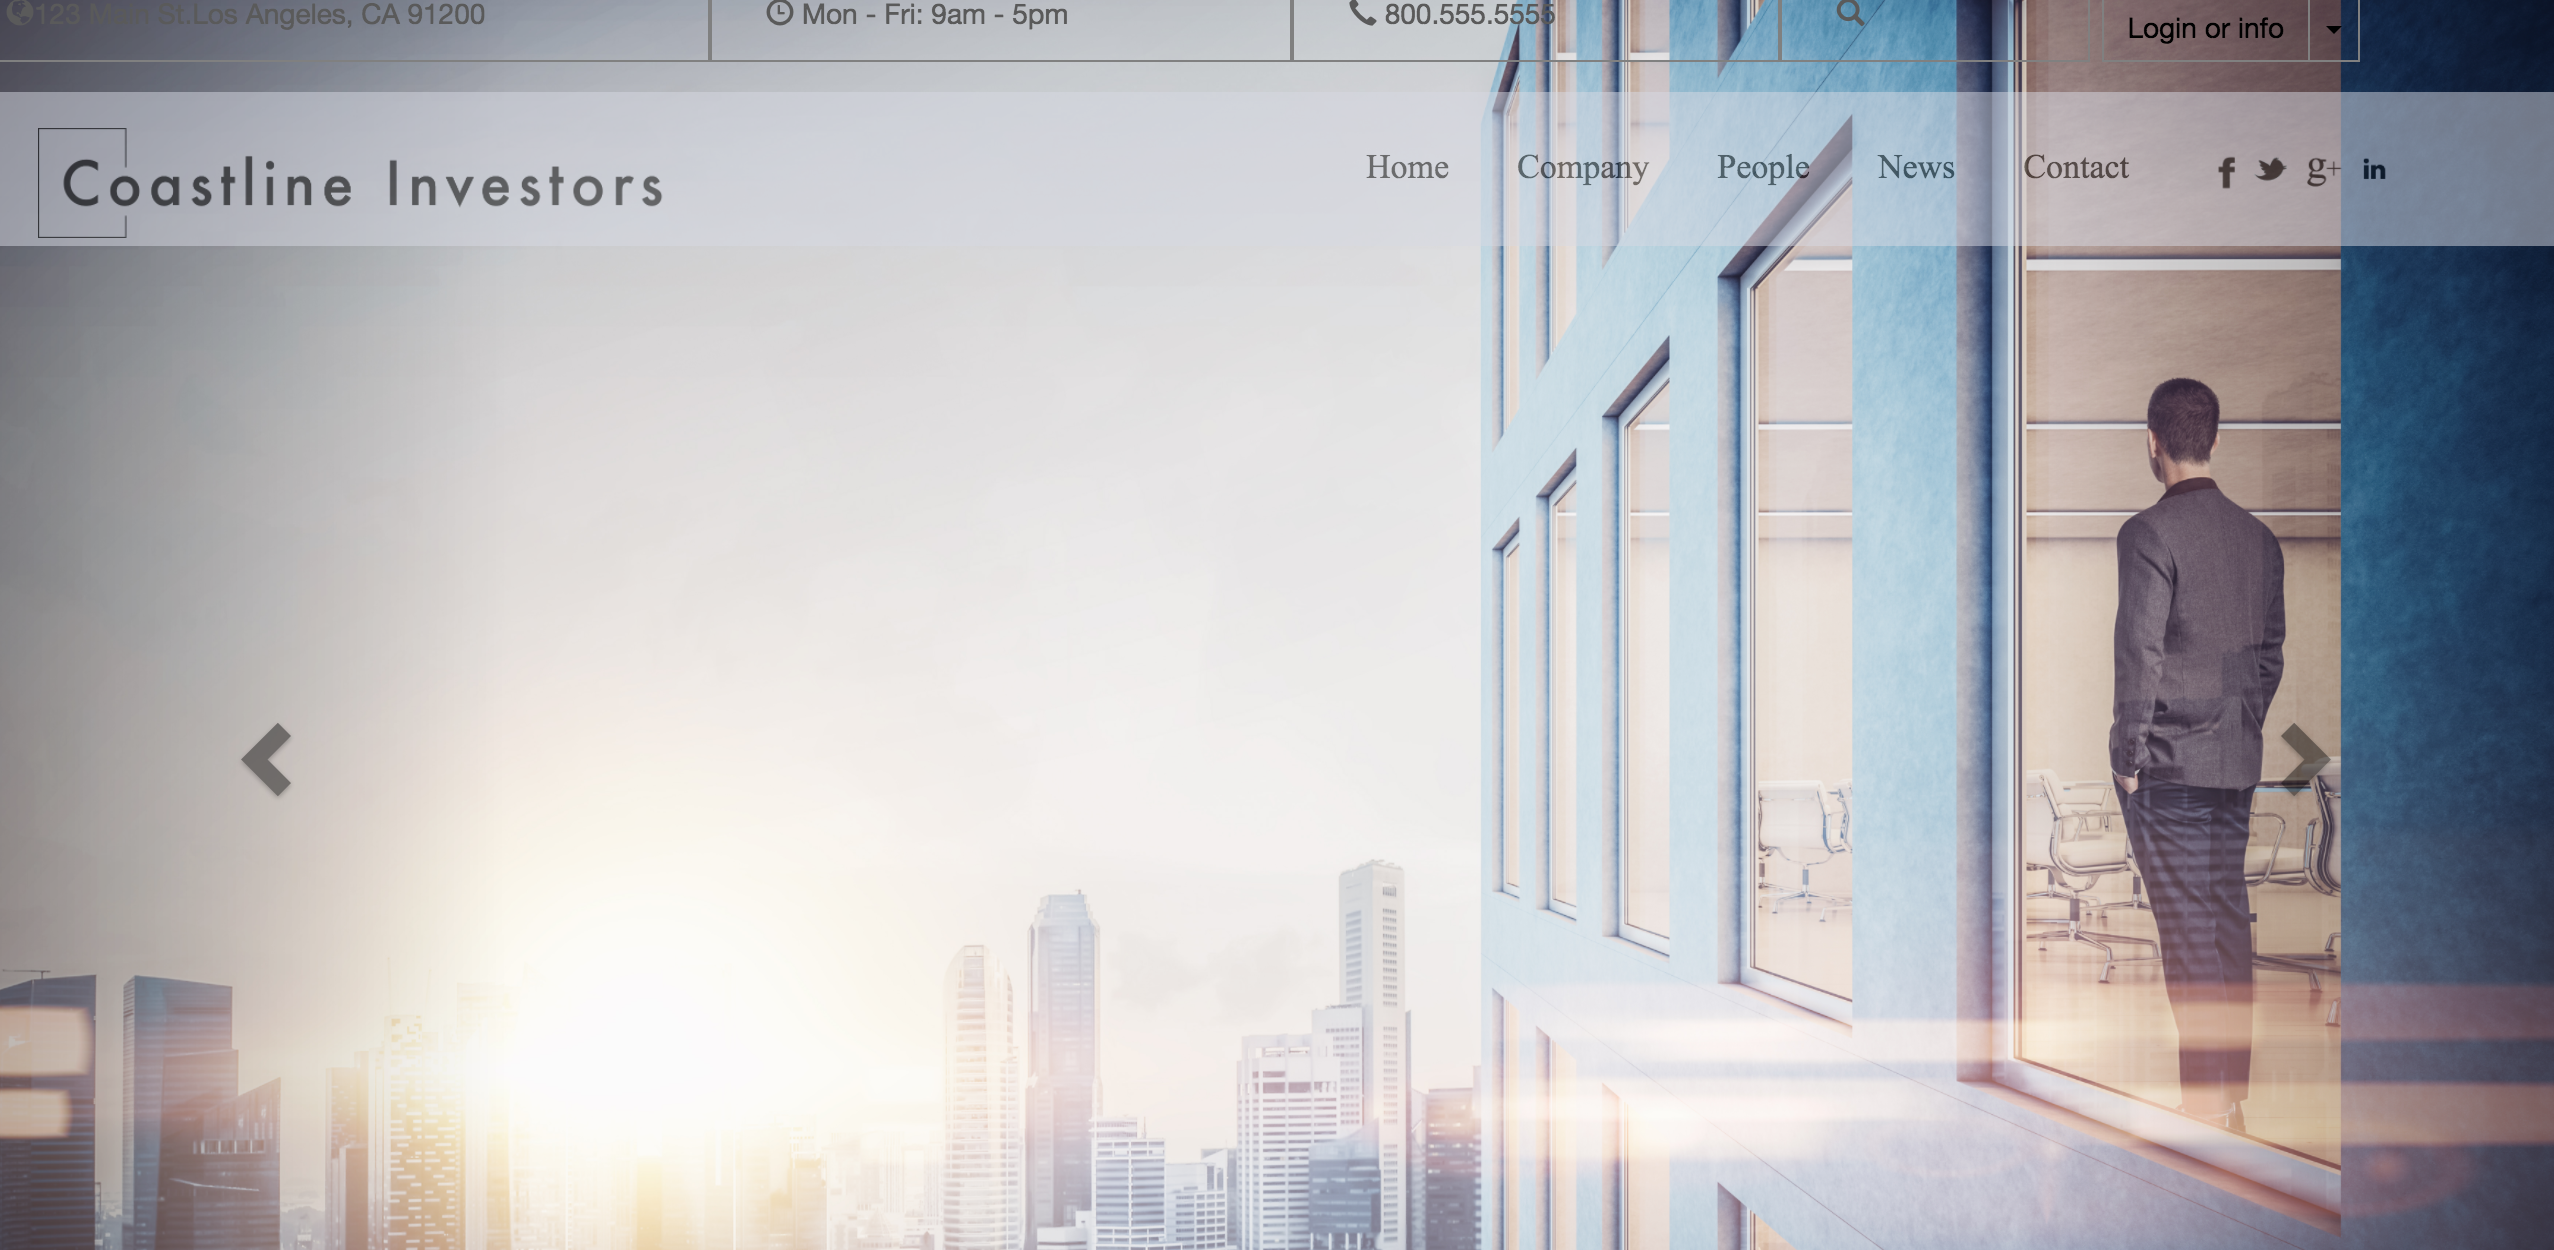 123 Main St.Los Angeles, CA 91200
Mon - Fri: 9am - 5pm
800.555.5555
Login or info
Coastline Investors
Home Company People News Contact f g+ in